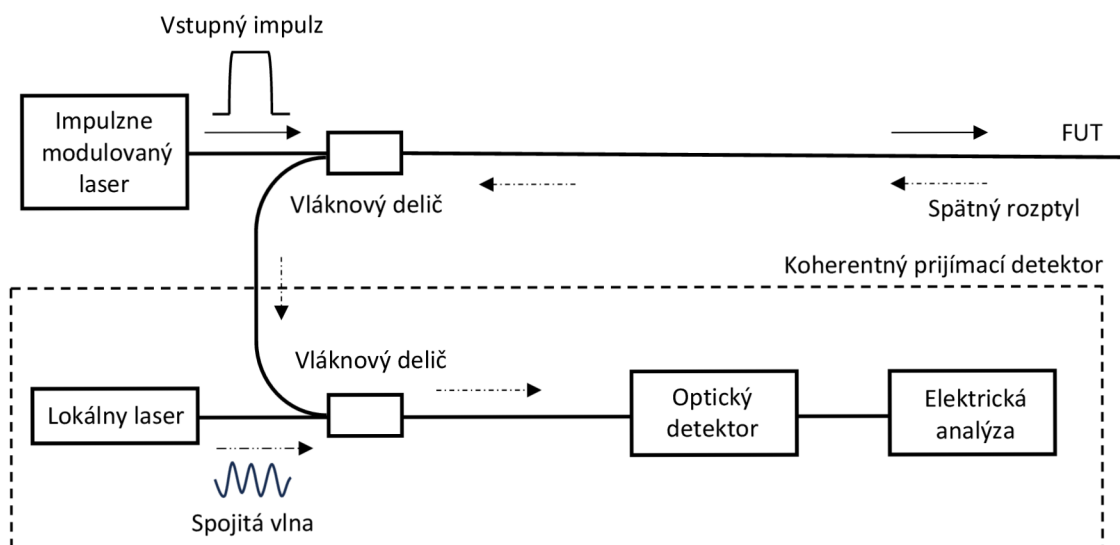 Vstupný impulz
Impulzne
modulovaný
laser
FUT
Vláknový delič
Spätný rozptyl
Koherentný prijímací detektor
Vláknový delič
Lokálny laser
Optický
detektor
Elektrická
analýza
Spojitá vlna